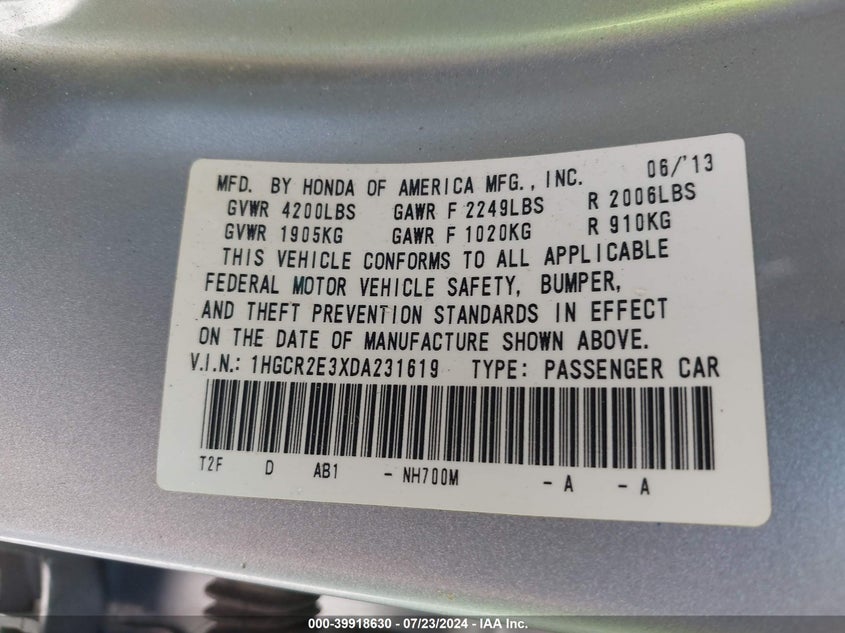 MFD. BY HONDA OF AMERICA MFG., INC. 06/'13
GVWR 4200LBS GAWR F 2249LBS R 2006LBS
GVWR 1905KG GAWR F 1020KG R 910KG
THIS VEHICLE CONFORMS TO ALL APPLICABLE
FEDERAL MOTOR VEHICLE SAFETY, BUMPER,
AND THEFT PREVENTION STANDARDS IN EFFECT
ON THE DATE OF MANUFACTURE SHOWN ABOVE.
V.I.N.: 1HGCR2E3XDA231619 TYPE: PASSENGER CAR
T2F D AB1 - NH700M - A - A
000-39918630 - 07/23/2024 - IAA Inc.